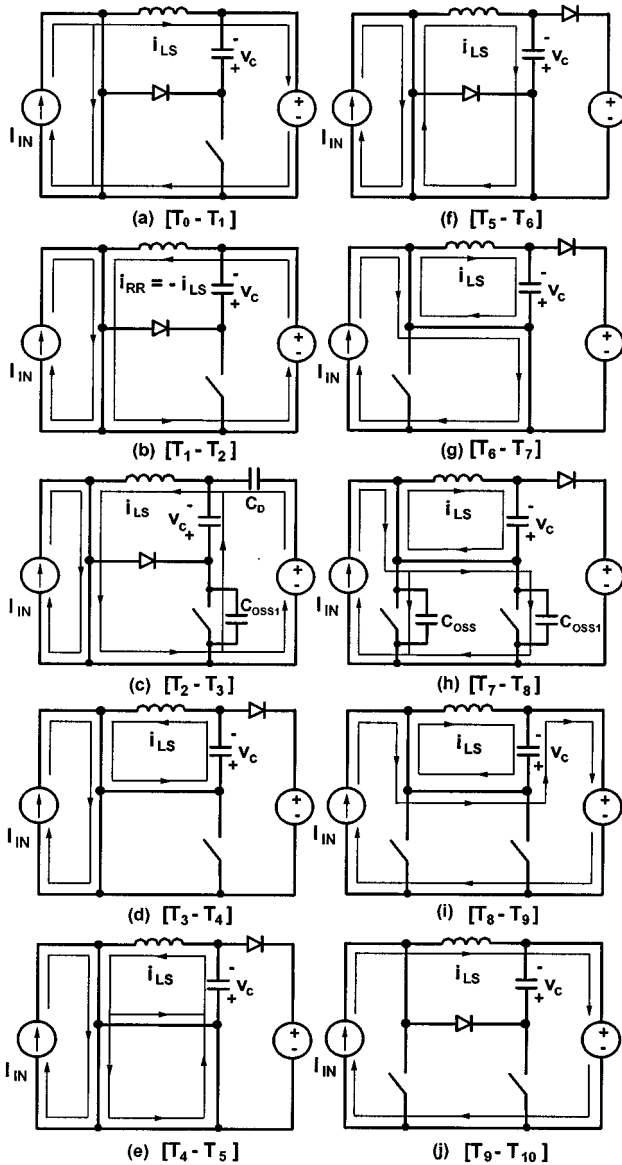 i_LS
-
+ v_C
+
-
I_IN
(a) [T_0 - T_1]
i_LS
-
+ v_C
+
-
I_IN
(f) [T_5 - T_6]
i_RR = - i_LS
-
+ v_C
+
-
I_IN
(b) [T_1 - T_2]
i_LS
-
+ v_C
+
-
I_IN
(g) [T_6 - T_7]
C_D
i_LS
v_C
-
+
+
-
I_IN
C_OSS1
(c) [T_2 - T_3]
i_LS
-
+ v_C
+
-
I_IN
C_OSS
C_OSS1
(h) [T_7 - T_8]
i_LS
-
+ v_C
+
-
I_IN
(d) [T_3 - T_4]
i_LS
-
+ v_C
+
-
I_IN
(i) [T_8 - T_9]
i_LS
-
+ v_C
+
-
I_IN
(e) [T_4 - T_5]
i_LS
-
+ v_C
+
-
I_IN
(j) [T_9 - T_10]